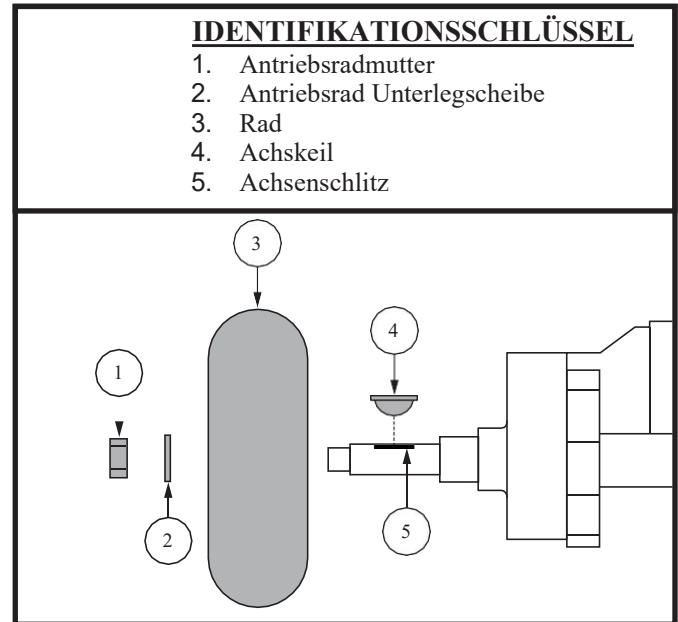 IDENTIFIKATIONSSCHLÜSSEL
1. Antriebsradmutter
2. Antriebsrad Unterlegscheibe
3. Rad
4. Achskeil
5. Achsenschlitz
3
4
1
2
5